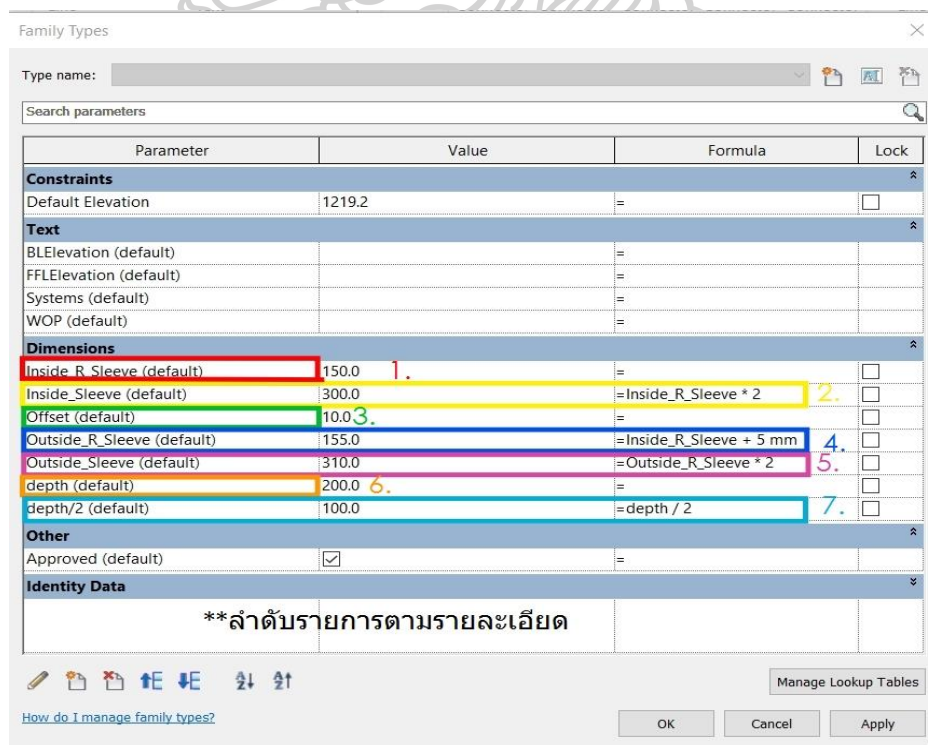 Family Types
Type name:
Search parameters
Parameter Value Formula Lock
Constraints
Default Elevation 1219.2 =
Text
BLElevation (default) =
FFLElevation (default) =
Systems (default) =
WOP (default) =
Dimensions
Inside_R_Sleeve (default) 150.0 1. =
Inside_Sleeve (default) 300.0 =Inside_R_Sleeve * 2 2.
Offset (default) 10.0 3. =
Outside_R_Sleeve (default) 155.0 =Inside_R_Sleeve + 5 mm 4.
Outside_Sleeve (default) 310.0 =Outside_R_Sleeve * 2 5.
depth (default) 200.0 6. =
depth/2 (default) 100.0 =depth / 2 7.
Other
Approved (default) =
Identity Data
**ลำดับรายการตามรายละเอียด
Manage Lookup Tables
How do I manage family types?
OK Cancel Apply